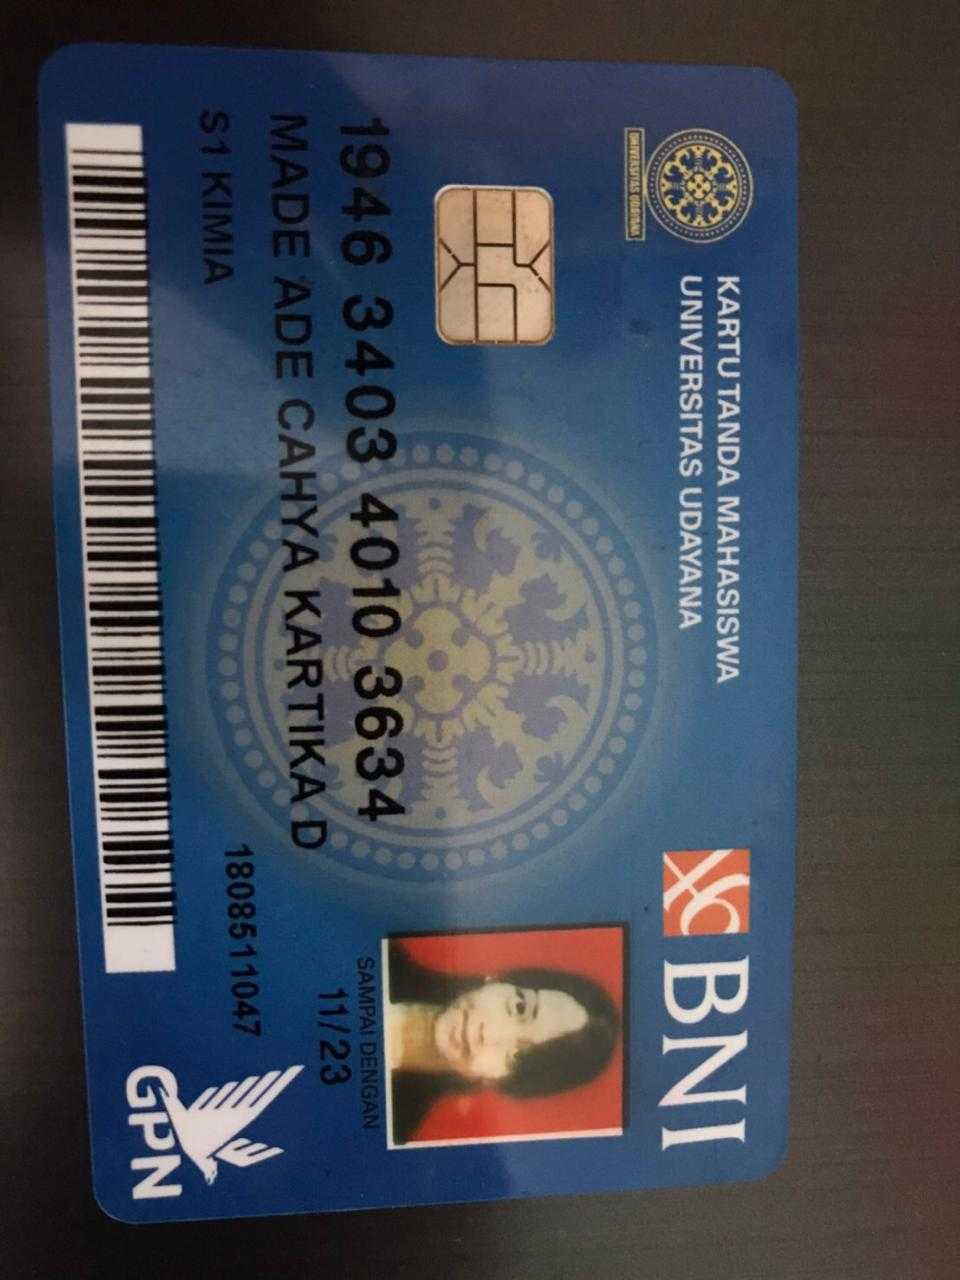 UNIVERSITAS UDAYANA
KARTU TANDA MAHASISWA
UNIVERSITAS UDAYANA
BNI
1946 3403 4010 3634
MADE ADE CAHYA KARTIKA D
S1 KIMIA
SAMPAI DENGAN
11/23
1808511047
GPN